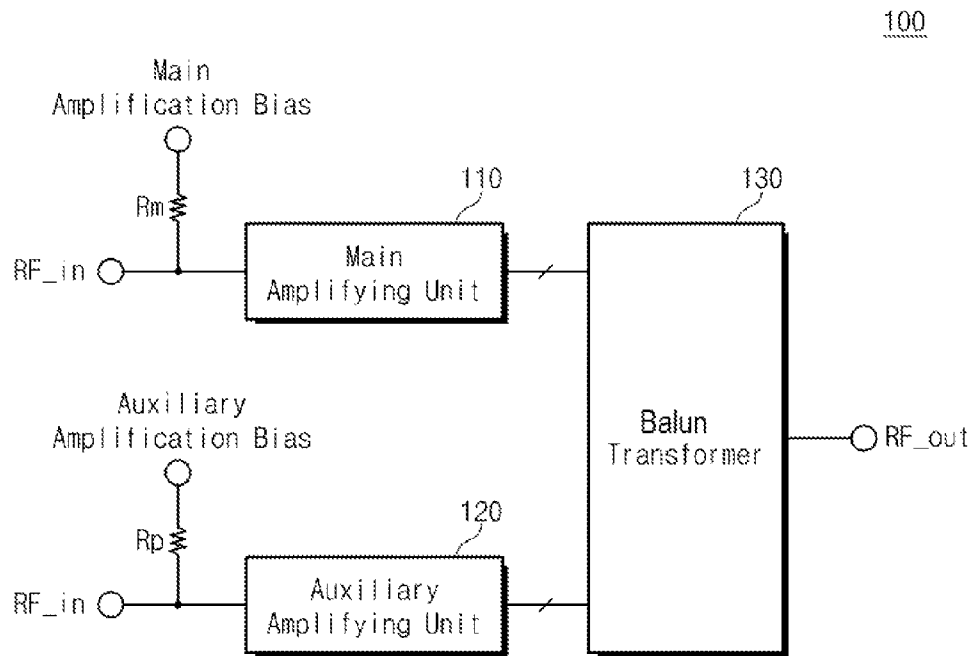 100
Main
Amplification Bias
Rm
110
130
RF_in
Main
Amplifying Unit
Auxiliary
Amplification Bias
Balun
Transformer
RF_out
Rp
120
RF_in
Auxiliary
Amplifying Unit